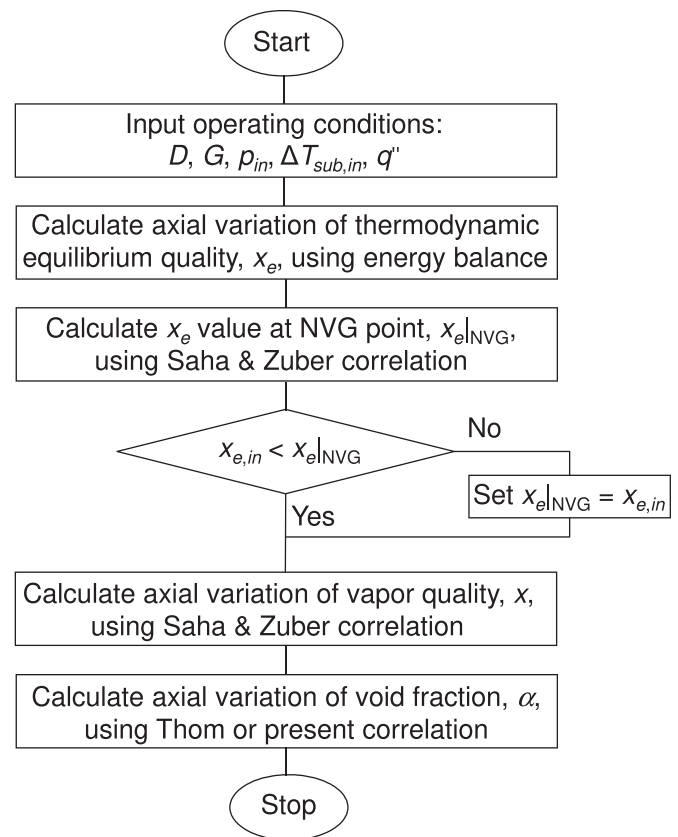 Start
Input operating conditions:
D, G, p_in, ΔT_sub,in, q"
Calculate axial variation of thermodynamic
equilibrium quality, x_e, using energy balance
Calculate x_e value at NVG point, x_e|_NVG,
using Saha & Zuber correlation
x_e,in < x_e|_NVG
No
Set x_e|_NVG = x_e,in
Yes
Calculate axial variation of vapor quality, x,
using Saha & Zuber correlation
Calculate axial variation of void fraction, α,
using Thom or present correlation
Stop